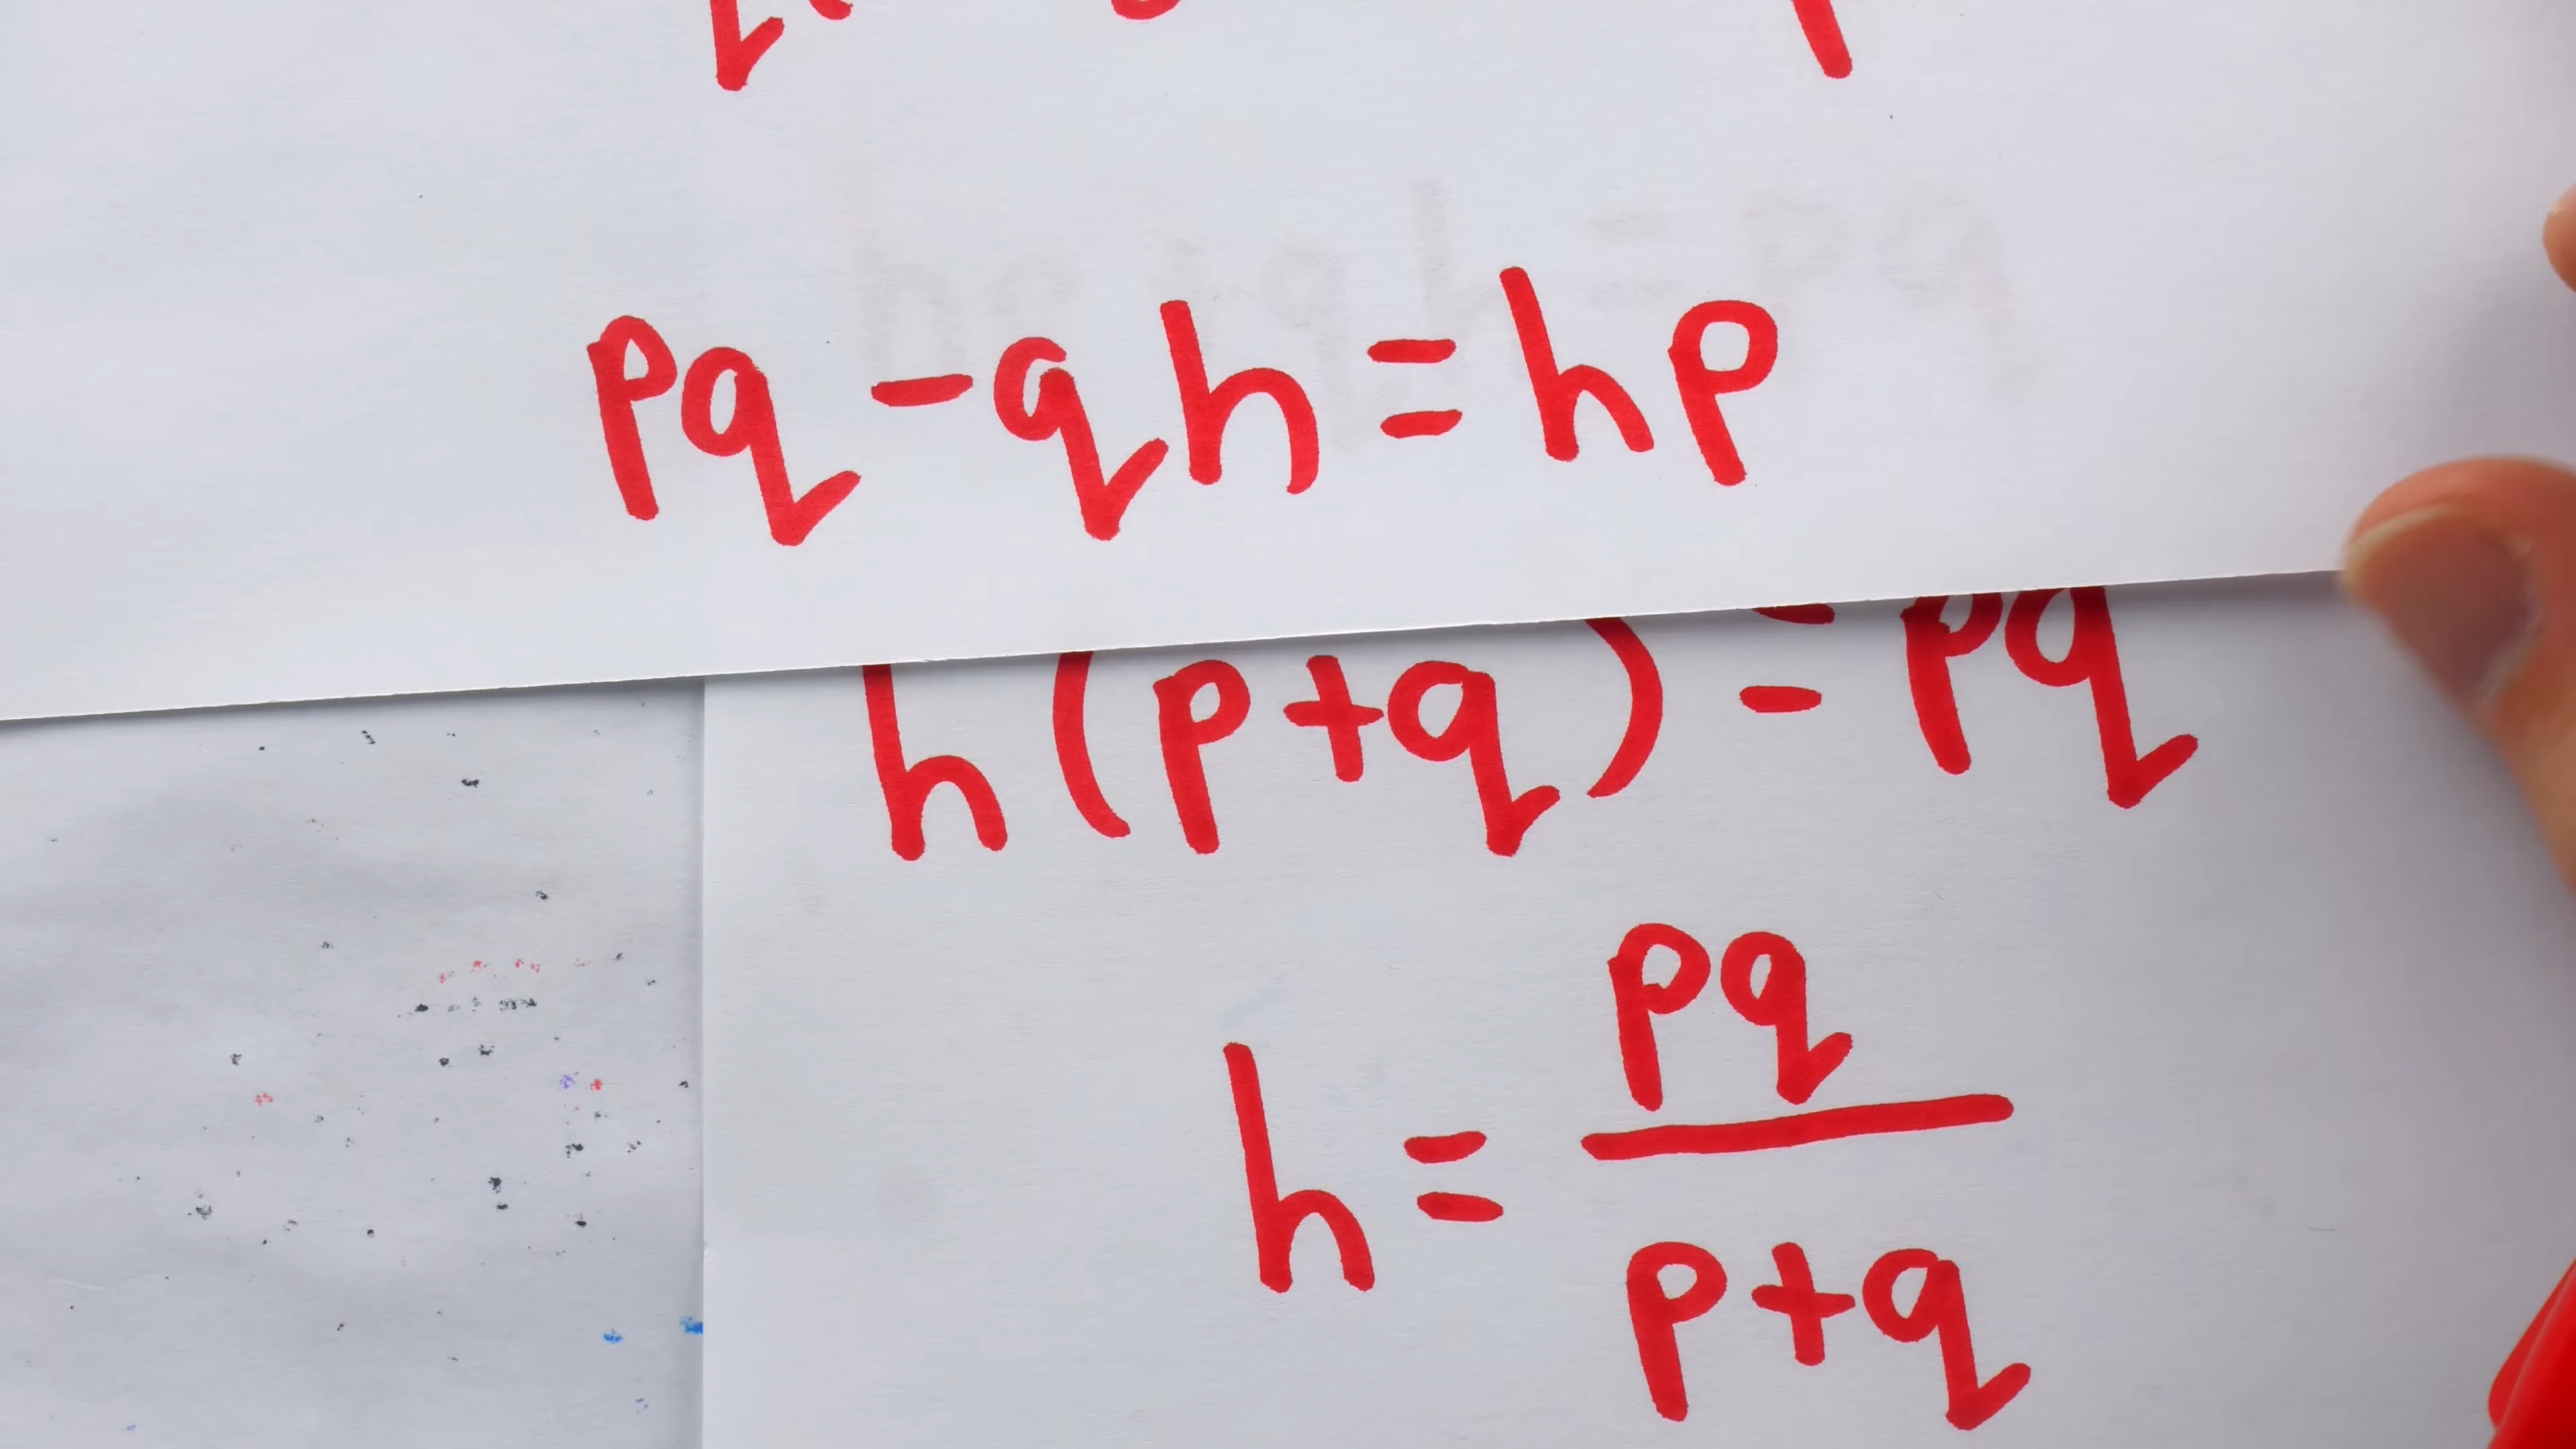 pq - qh = hp
h(p+q) = pq
h = pq / p+q